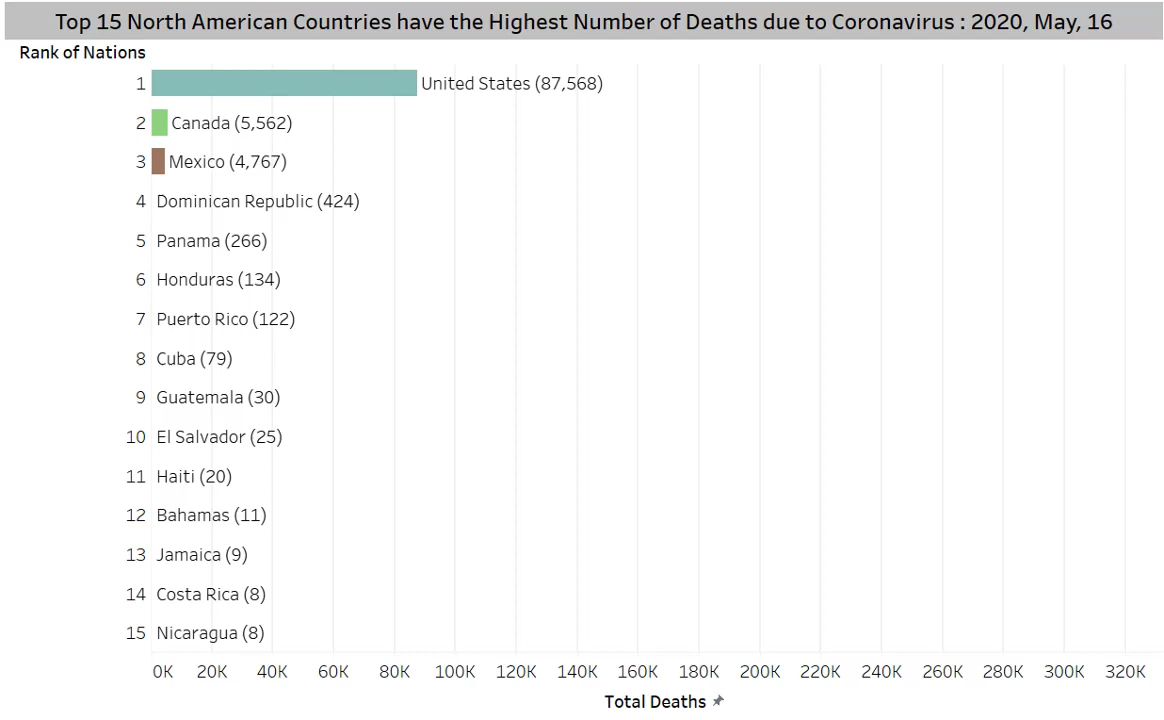 Top 15 North American Countries have the Highest Number of Deaths due to Coronavirus : 2020, May, 16
Rank of Nations
1 United States (87,568)
2 Canada (5,562)
3 Mexico (4,767)
4 Dominican Republic (424)
5 Panama (266)
6 Honduras (134)
7 Puerto Rico (122)
8 Cuba (79)
9 Guatemala (30)
10 El Salvador (25)
11 Haiti (20)
12 Bahamas (11)
13 Jamaica (9)
14 Costa Rica (8)
15 Nicaragua (8)
0K 20K 40K 60K 80K 100K 120K 140K 160K 180K 200K 220K 240K 260K 280K 300K 320K
Total Deaths